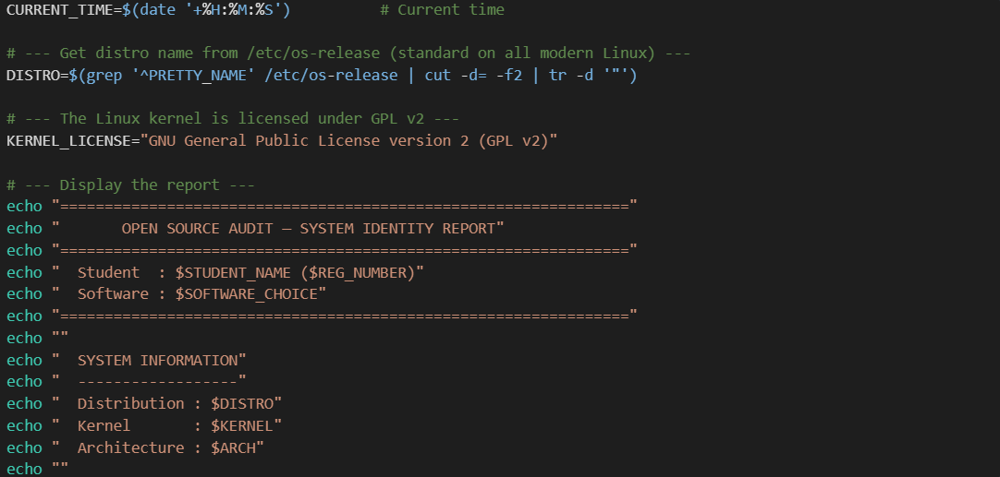 CURRENT_TIME=$(date '+%H:%M:%S')          # Current time
# --- Get distro name from /etc/os-release (standard on all modern Linux) ---
DISTRO=$(grep '^PRETTY_NAME' /etc/os-release | cut -d= -f2 | tr -d '"')
# --- The Linux kernel is licensed under GPL v2 ---
KERNEL_LICENSE="GNU General Public License version 2 (GPL v2)"
# --- Display the report ---
echo "================================================================"
echo "       OPEN SOURCE AUDIT — SYSTEM IDENTITY REPORT"
echo "================================================================"
echo "  Student  : $STUDENT_NAME ($REG_NUMBER)"
echo "  Software : $SOFTWARE_CHOICE"
echo "================================================================"
echo ""
echo "  SYSTEM INFORMATION"
echo "  ------------------"
echo "  Distribution : $DISTRO"
echo "  Kernel       : $KERNEL"
echo "  Architecture : $ARCH"
echo ""